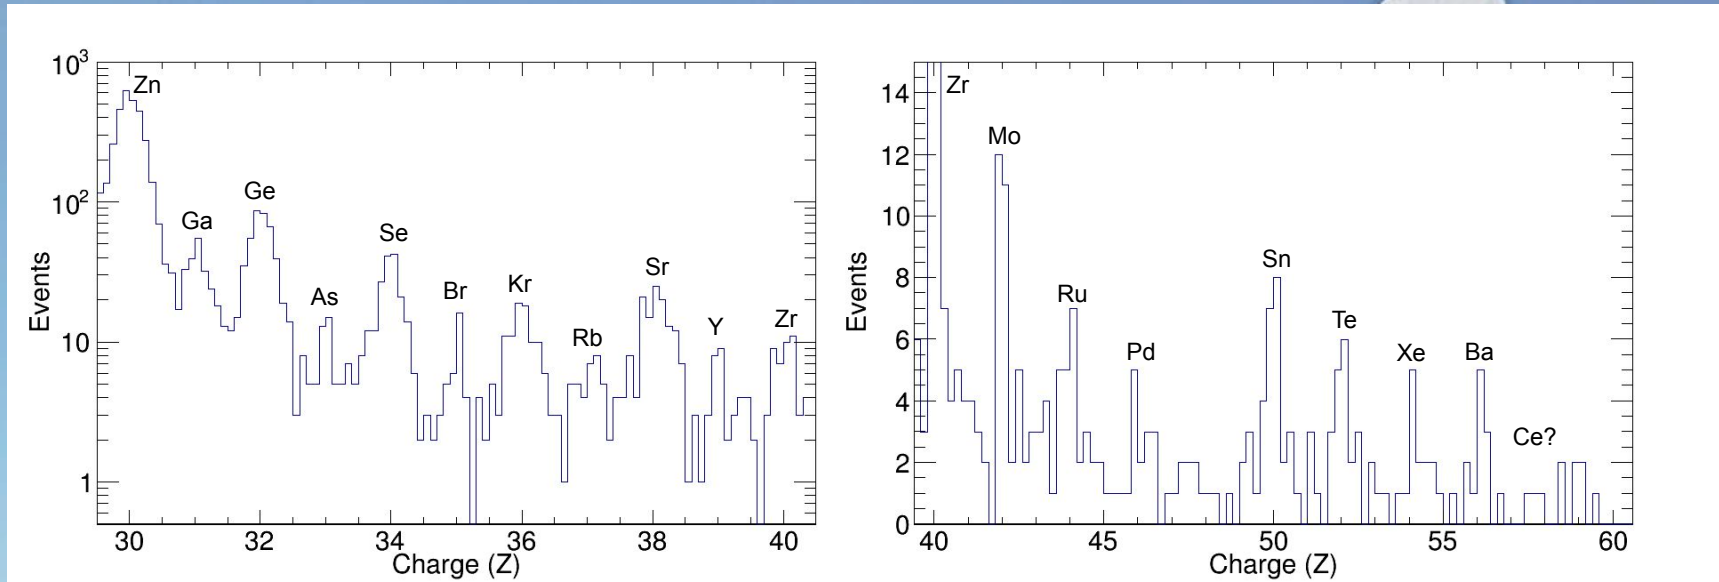 10³
10²
10
1
Events
Zn
Ga
Ge
As
Se
Br
Kr
Rb
Sr
Y
Zr
30 32 34 36 38 40
Charge (Z)
14
12
10
8
6
4
2
0
Events
Zr
Mo
Ru
Pd
Sn
Te
Xe
Ba
Ce?
40 45 50 55 60
Charge (Z)